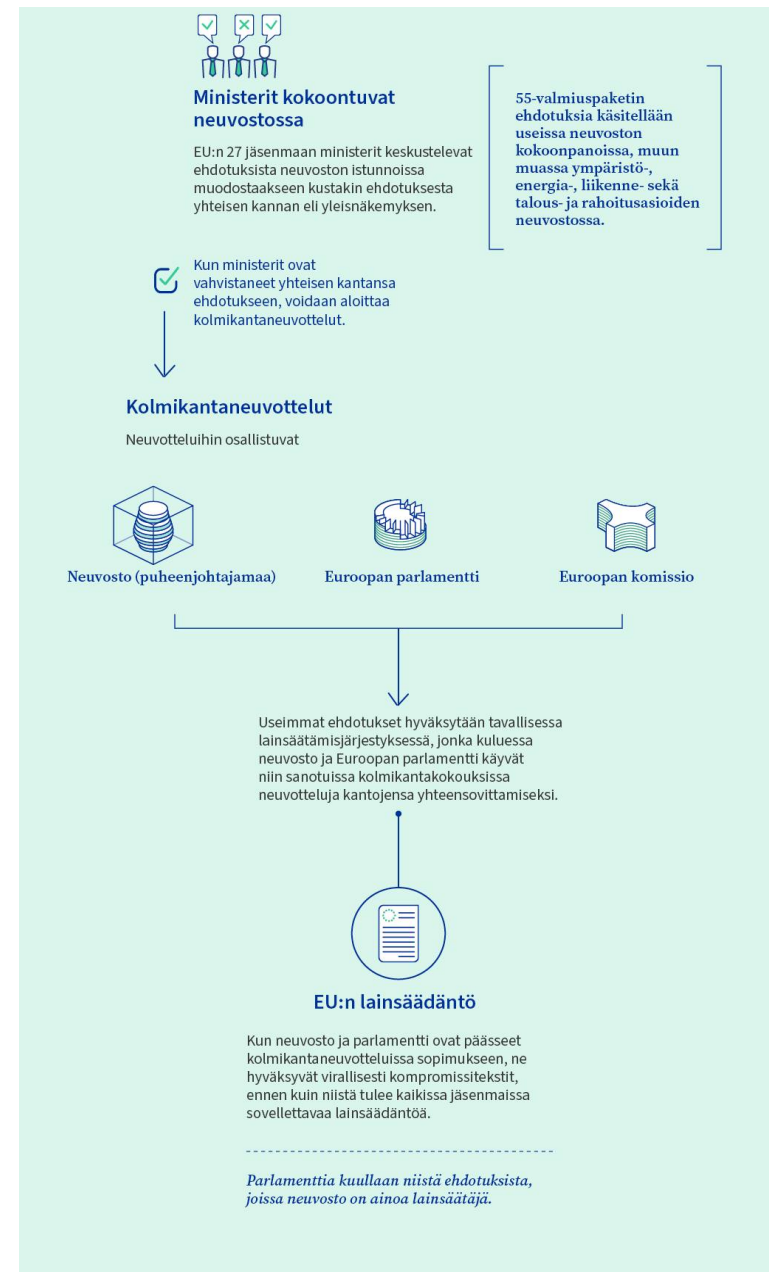 Ministerit kokoontuvat
neuvostossa
EU:n 27 jäsenmaan ministerit keskustelevat
ehdotuksista neuvoston istunnoissa
muodostaakseen kustakin ehdotuksesta
yhteisen kannan eli yleisnäkemyksen.
55-valmiuspaketin
ehdotuksia käsitellään
useissa neuvoston
kokoonpanoissa, muun
muassa ympäristö-,
energia-, liikenne- sekä
talous- ja rahoitusasioiden
neuvostossa.
Kun ministerit ovat
vahvistaneet yhteisen kantansa
ehdotukseen, voidaan aloittaa
kolmikantaneuvottelut.
Kolmikantaneuvottelut
Neuvotteluihin osallistuvat
Neuvosto (puheenjohtajamaa)
Euroopan parlamentti
Euroopan komissio
Useimmat ehdotukset hyväksytään tavallisessa
lainsäätämisjärjestyksessä, jonka kuluessa
neuvosto ja Euroopan parlamentti käyvät
niin sanotuissa kolmikantakokouksissa
neuvotteluja kantojensa yhteensovittamiseksi.
EU:n lainsäädäntö
Kun neuvosto ja parlamentti ovat päässeet
kolmikantaneuvotteluissa sopimukseen, ne
hyväksyvät virallisesti kompromissitekstit,
ennen kuin niistä tulee kaikissa jäsenmaissa
sovellettavaa lainsäädäntöä.
Parlamenttia kuullaan niistä ehdotuksista,
joissa neuvosto on ainoa lainsäätäjä.